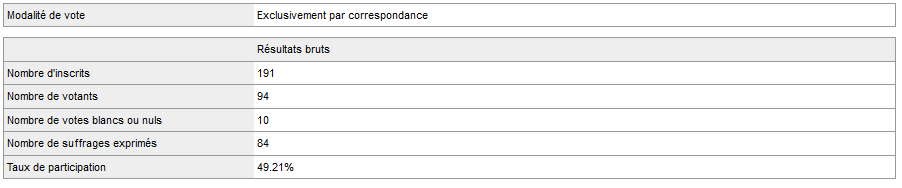 Modalité de vote Exclusivement par correspondance
Résultats bruts
Nombre d'inscrits 191
Nombre de votants 94
Nombre de votes blancs ou nuls 10
Nombre de suffrages exprimés 84
Taux de participation 49.21%